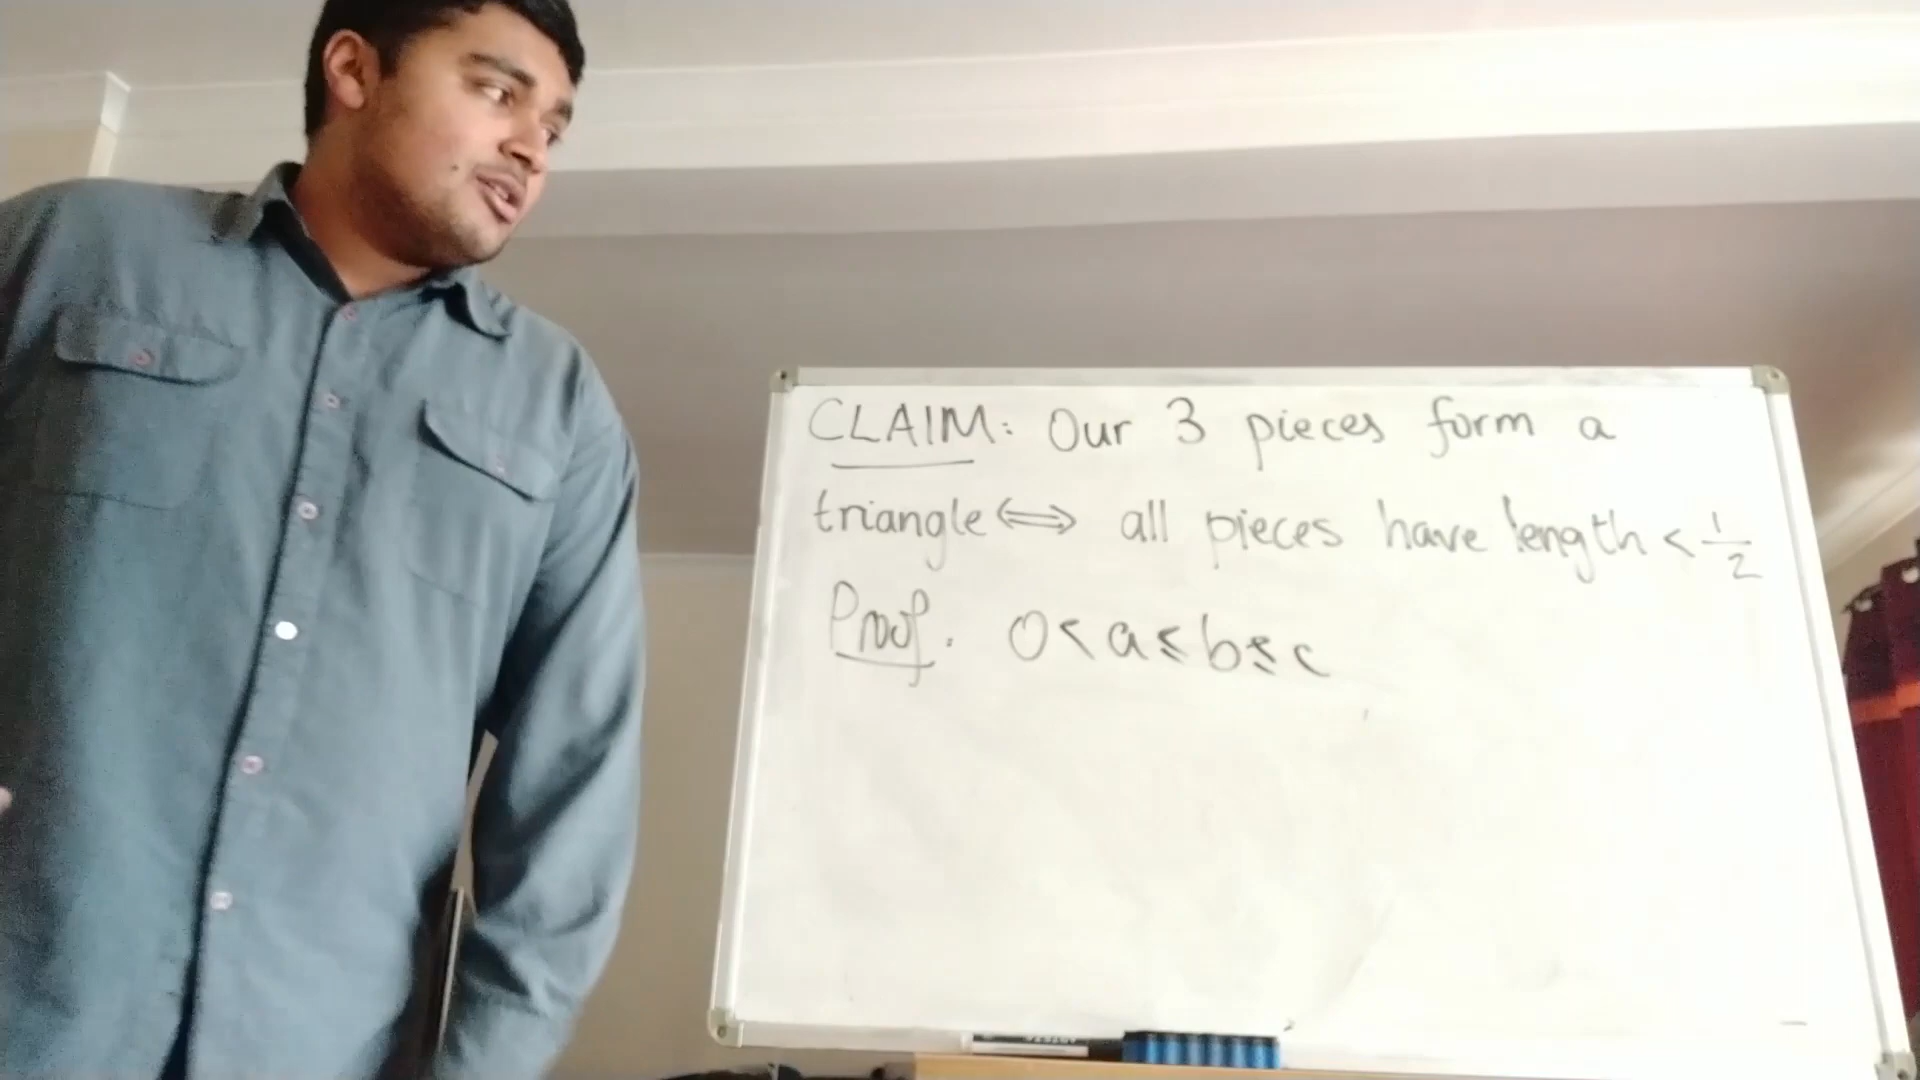 CLAIM: Our 3 pieces form a
triangle ⟺ all pieces have length < 1/2
Proof. 0 < a ≤ b ≤ c